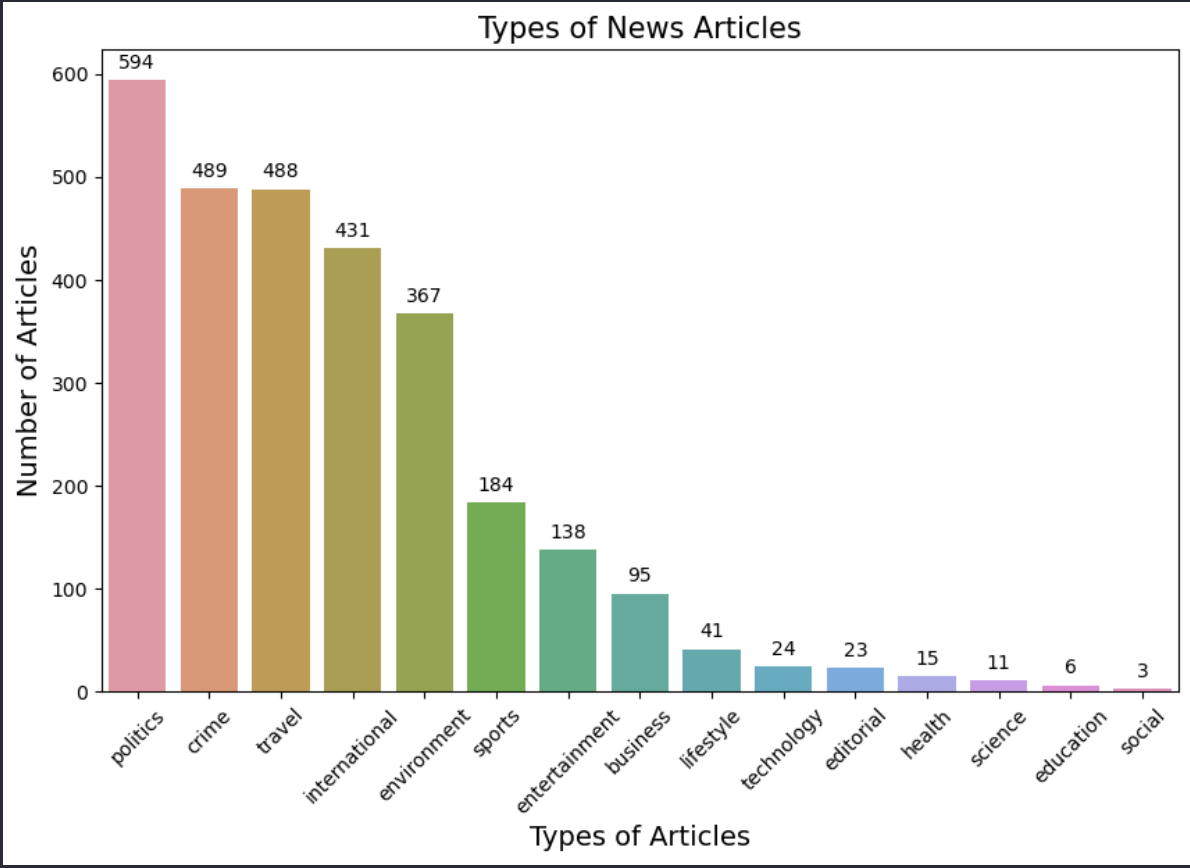 Types of News Articles
594
489
488
431
367
184
138
95
41
24
23
15
11
6
3
600
500
400
300
200
100
0
Number of Articles
politics
crime
travel
international
environment
sports
entertainment
business
lifestyle
technology
editorial
health
science
education
social
Types of Articles